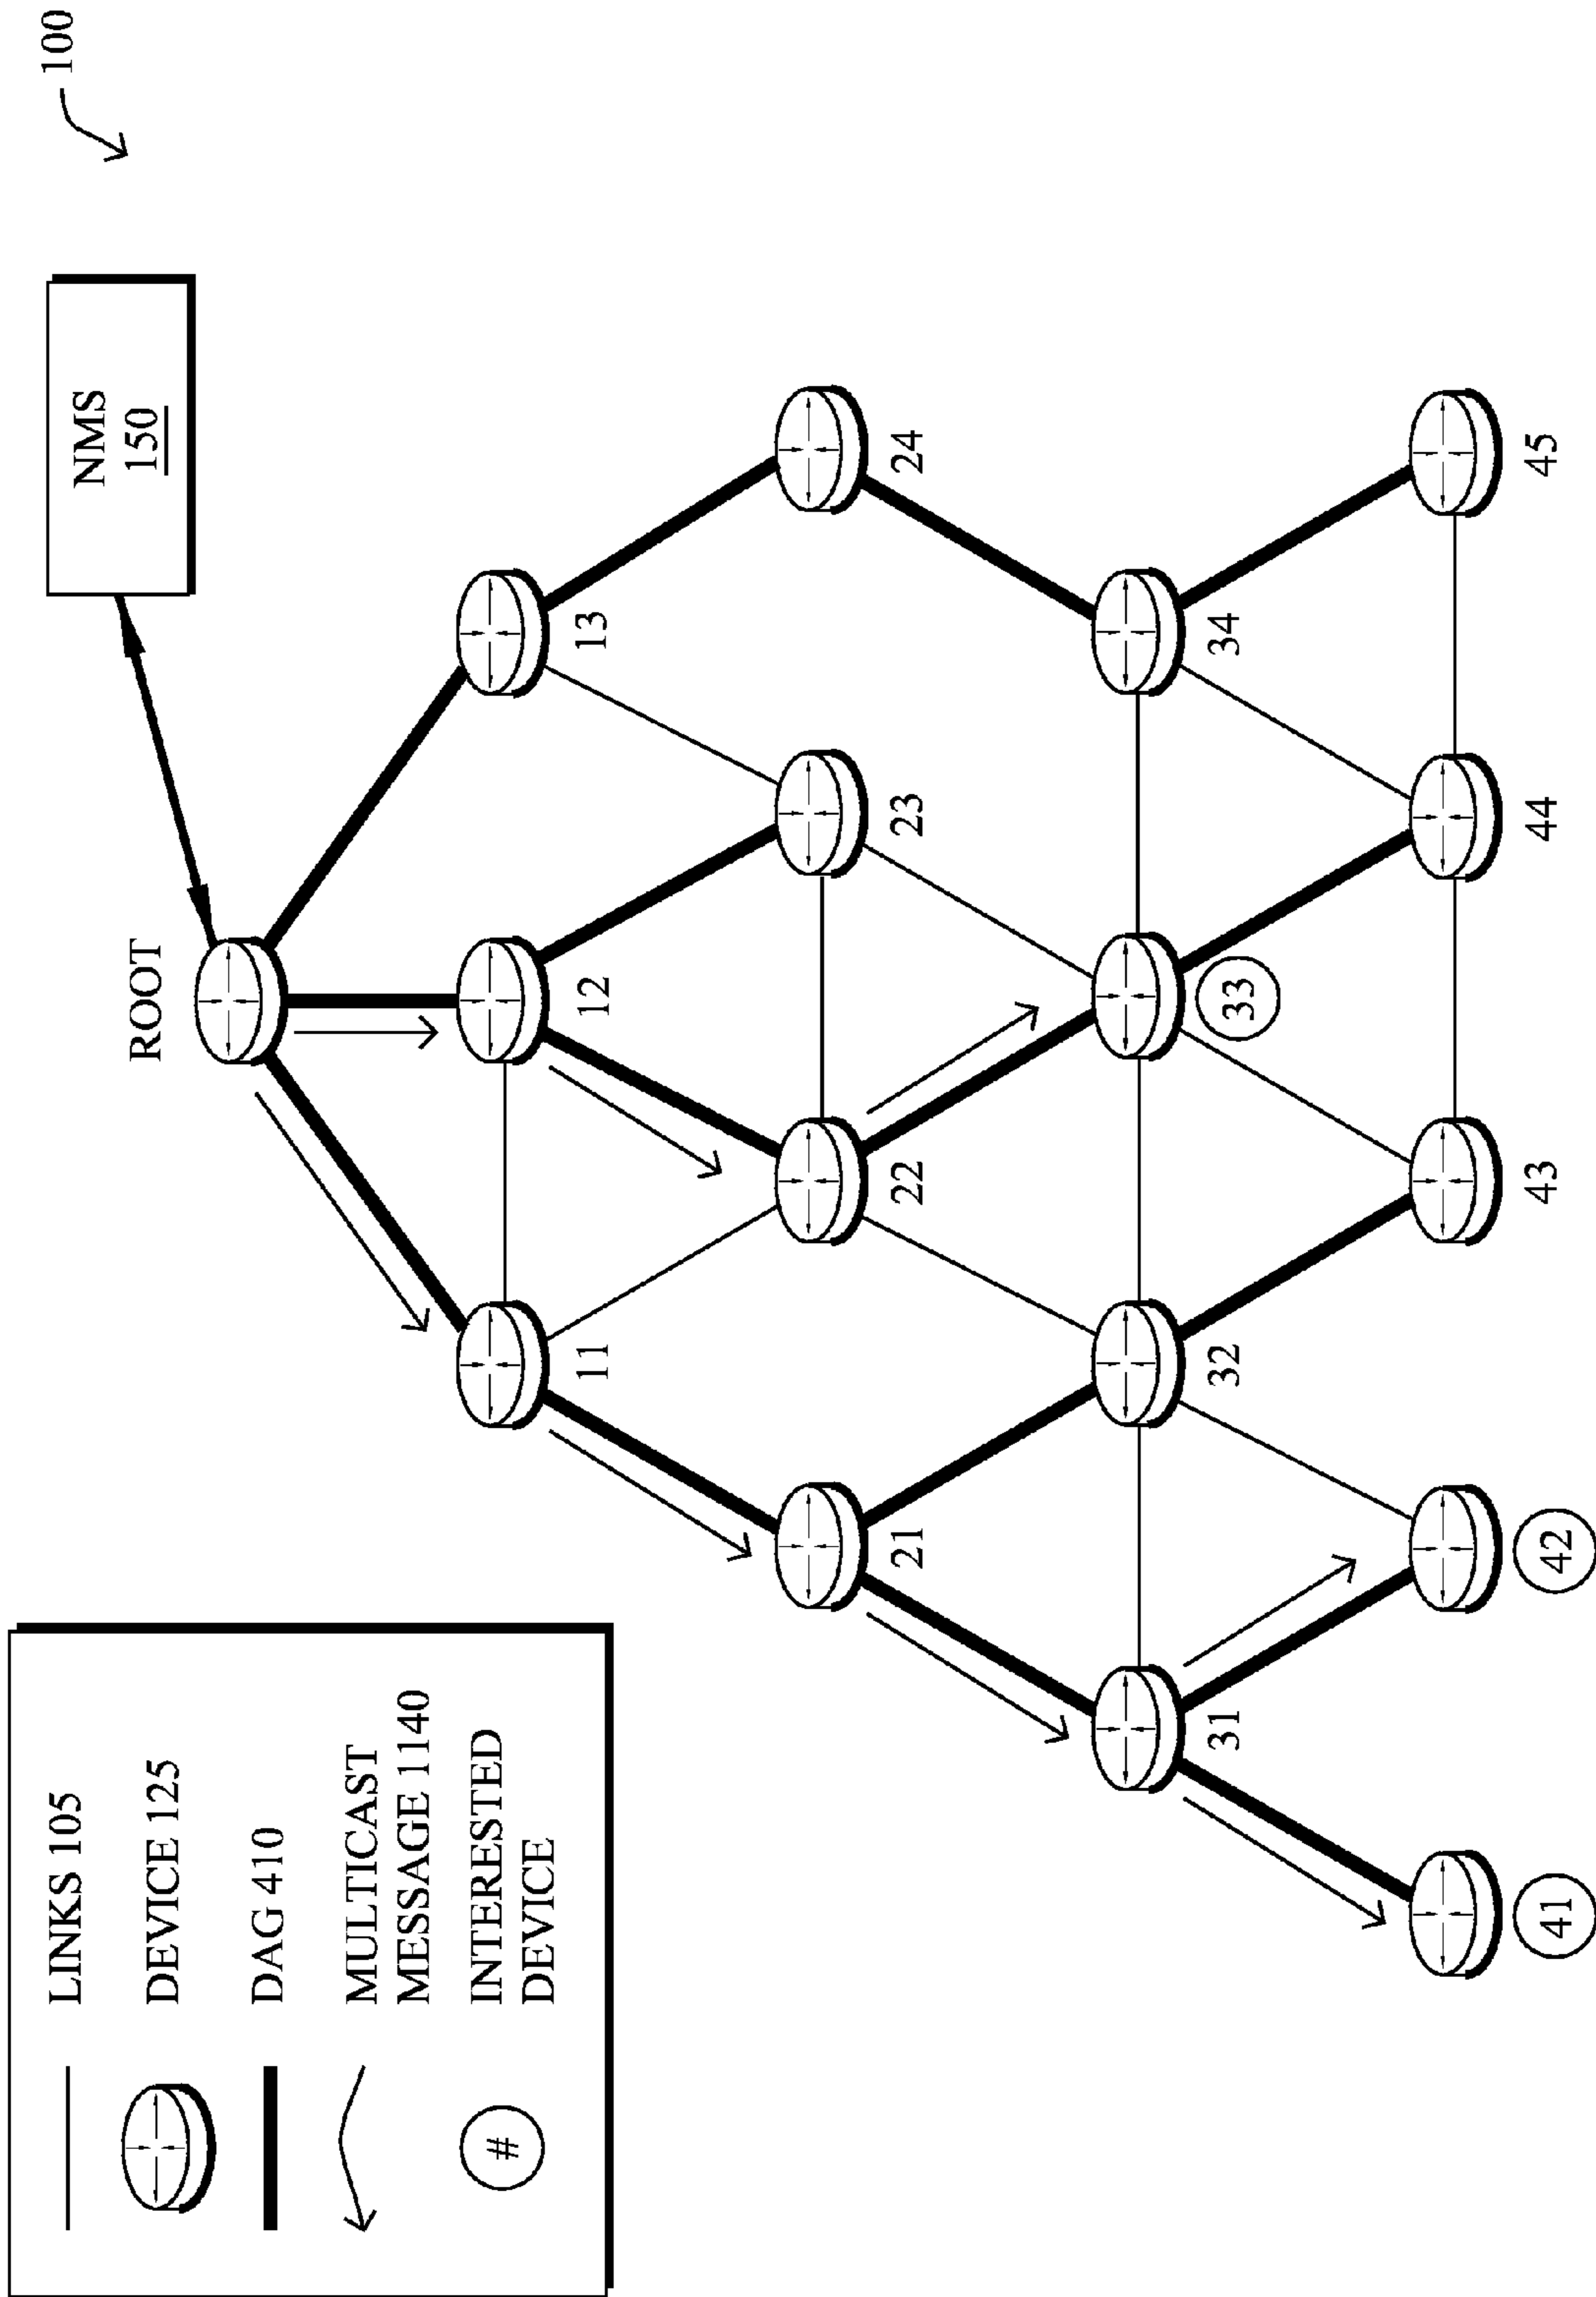 100
NMS
150
ROOT
11
12
13
21
22
23
24
31
32
33
34
41
42
43
44
45
LINKS 105
DEVICE 125
DAG 410
MULTICAST
MESSAGE 1140
#
INTERESTED
DEVICE